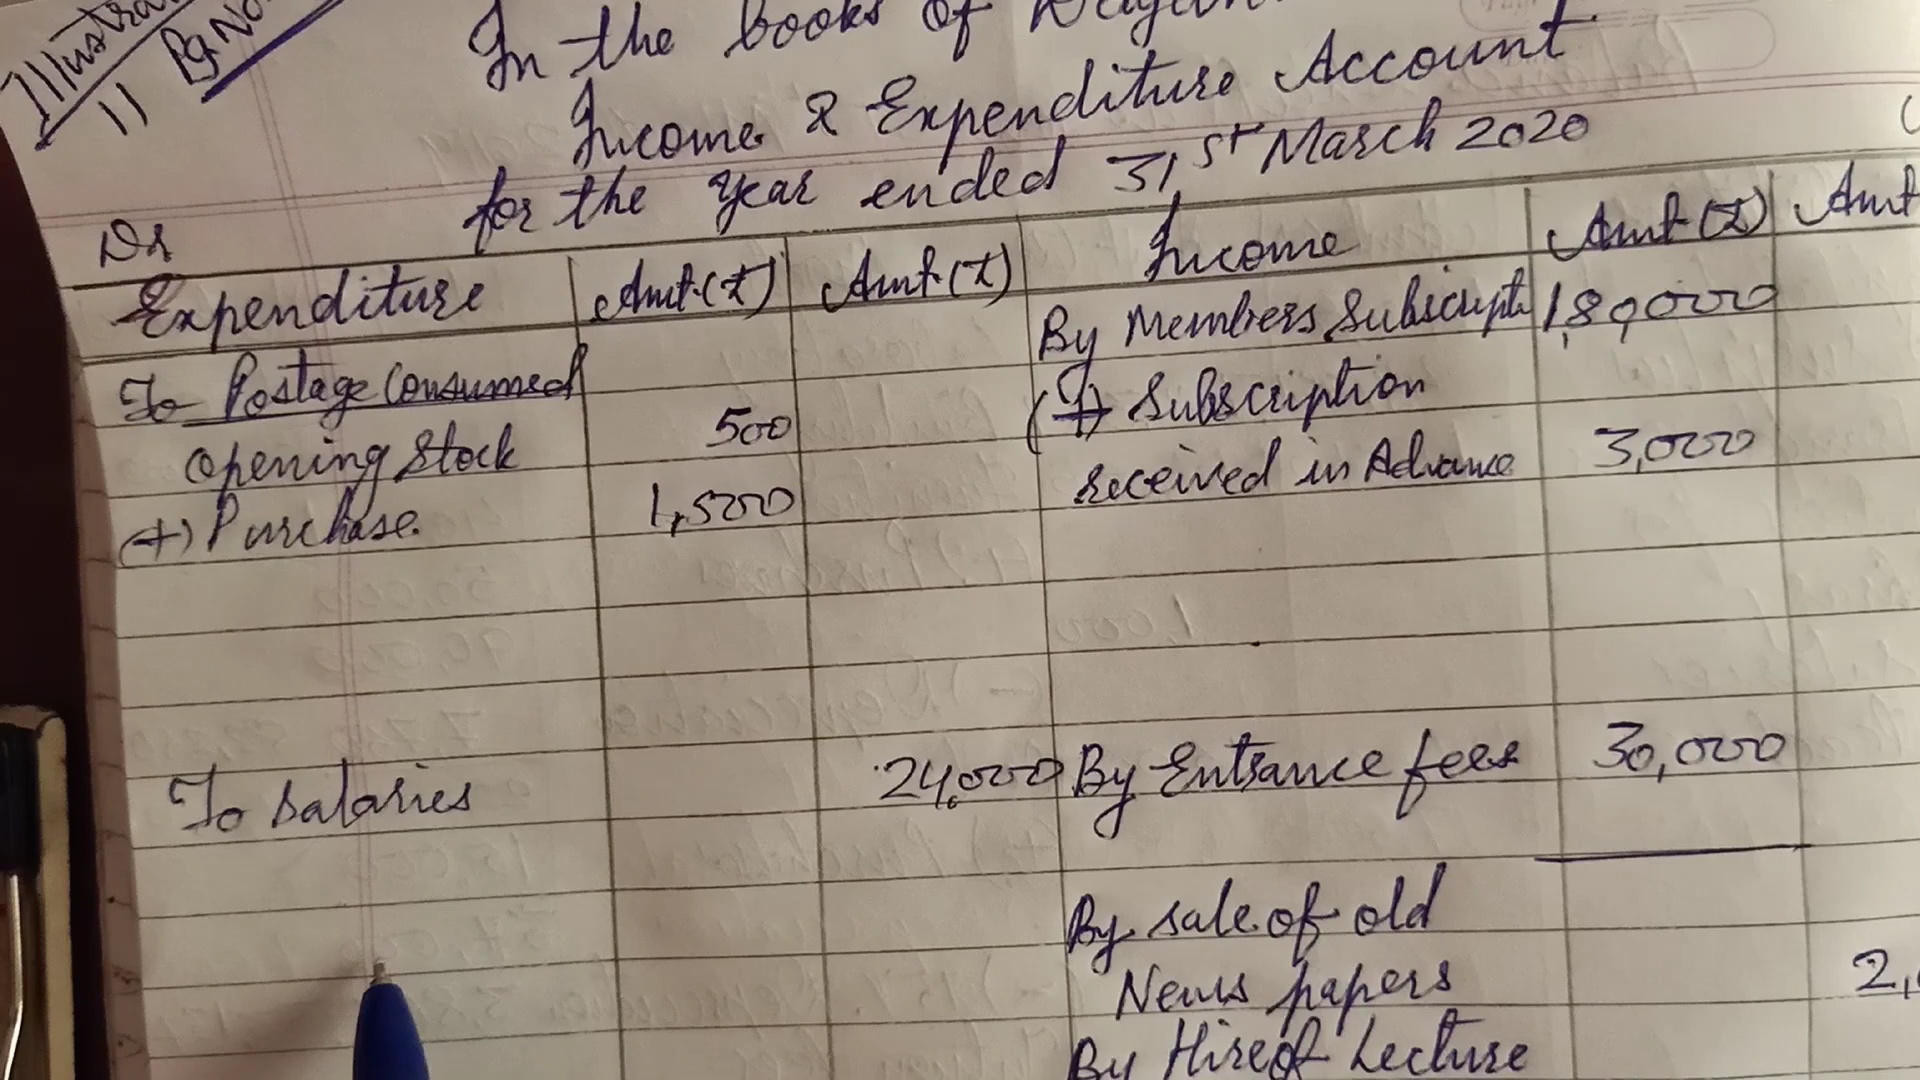 Illustra
11 Pg No.
In the books of
Income & Expenditure Account
for the year ended 31st March 2020
Dr
Expenditure Amt.(₹) Amt.(₹) Income Amt(₹) Amt
By Members Subscript 1,80,000
To Postage Consumed
(+) Subscription
Opening Stock 500
received in Advance 3,000
(+) Purchase. 1,500
By Entrance fees 30,000
To Salaries 24,000
By sale of old
News papers 2,
By Hire of Lecture